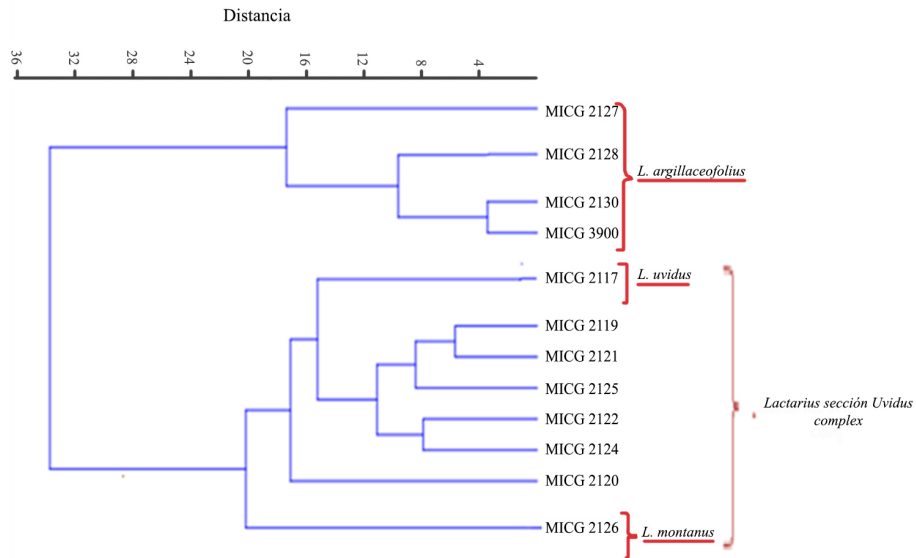 Distancia
36 32 28 24 20 16 12 8 4
MICG 2127
MICG 2128
L. argillaceofolius
MICG 2130
MICG 3900
MICG 2117
L. uvidus
MICG 2119
MICG 2121
MICG 2125
Lactarius sección Uvidus
complex
MICG 2122
MICG 2124
MICG 2120
MICG 2126
L. montanus